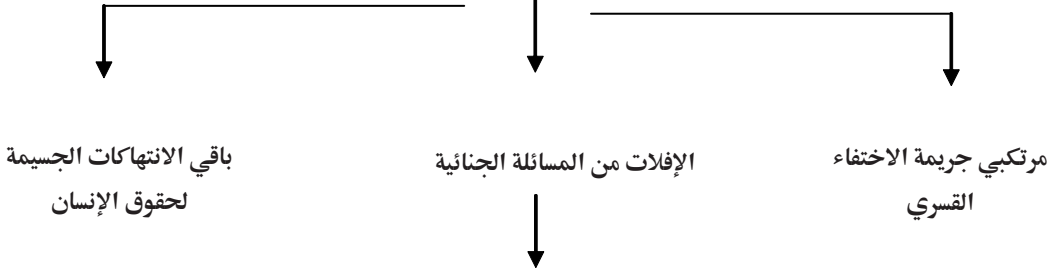 مرتكبي جريمة الاختفاء
القسري
الإفلات من المسائلة الجنائية
باقي الانتهاكات الجسيمة
لحقوق الإنسان